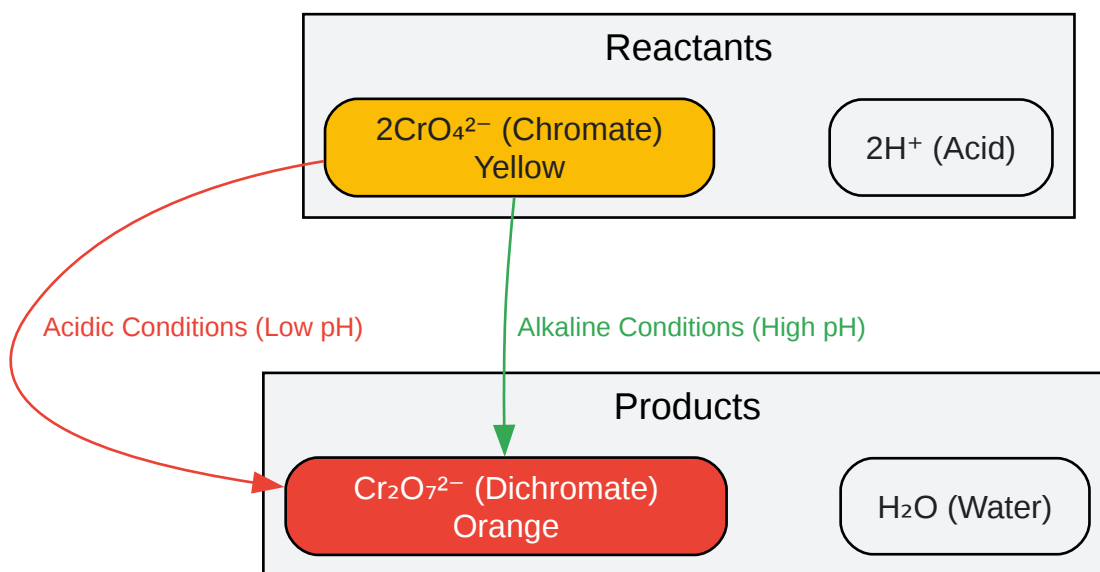 Reactants
2CrO₄²⁻ (Chromate)
Yellow
2H⁺ (Acid)
Acidic Conditions (Low pH)
Alkaline Conditions (High pH)
Products
Cr₂O₇²⁻ (Dichromate)
Orange
H₂O (Water)